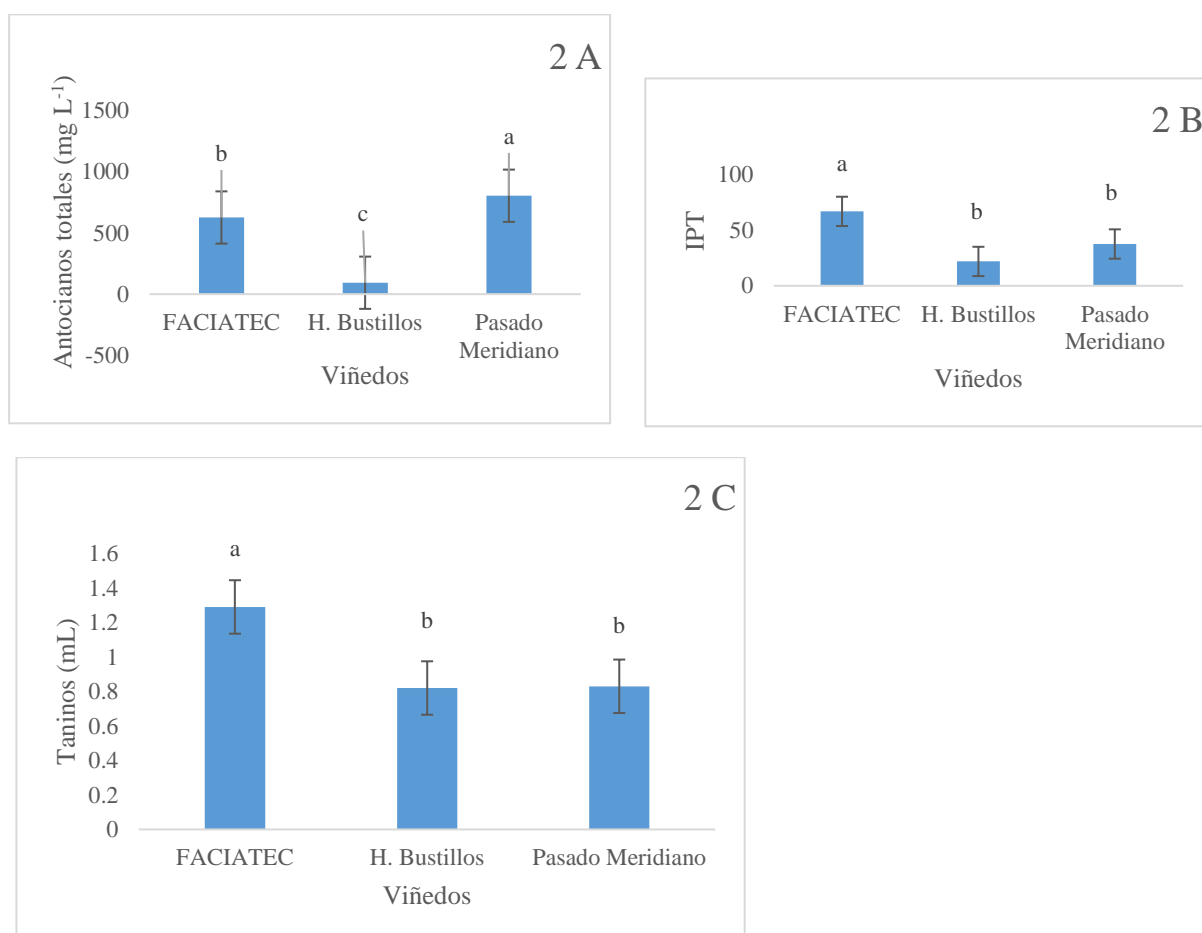 2 A
Antocianos totales (mg L⁻¹)
1500
1000
500
0
-500
b
c
a
FACIATEC
H. Bustillos
Pasado
Meridiano
Viñedos
2 B
IPT
100
50
0
a
b
b
FACIATEC
H. Bustillos
Pasado
Meridiano
Viñedos
2 C
Taninos (mL)
1.6
1.4
1.2
1
0.8
0.6
0.4
0.2
0
a
b
b
FACIATEC
H. Bustillos
Pasado Meridiano
Viñedos